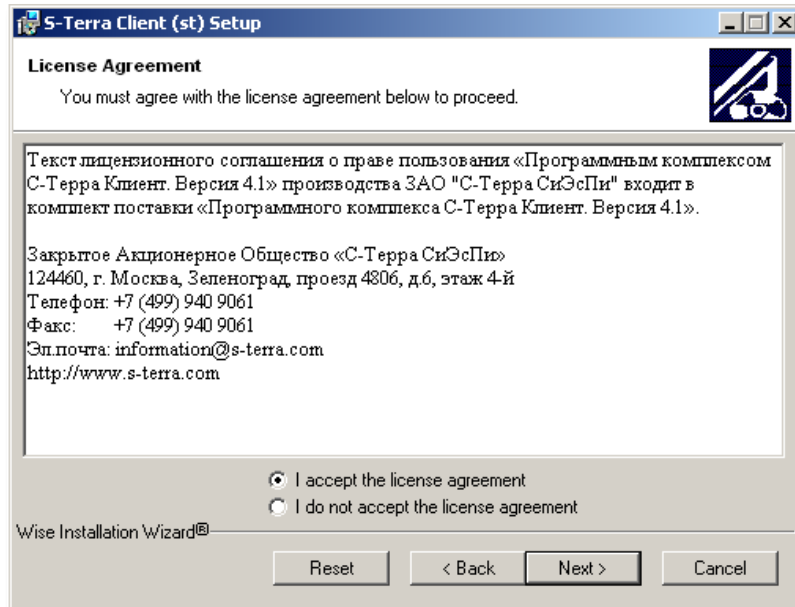 S-Terra Client (st) Setup
License Agreement
You must agree with the license agreement below to proceed.
Текст лицензионного соглашения о праве пользования «Программным комплексом
С-Терра Клиент. Версия 4.1» производства ЗАО "С-Терра СиЭсПи" входит в
комплект поставки «Программного комплекса С-Терра Клиент. Версия 4.1».
Закрытое Акционерное Общество «С-Терра СиЭсПи»
124460, г. Москва, Зеленоград, проезд 4806, д.6, этаж 4-й
Телефон: +7 (499) 940 9061
Факс: +7 (499) 940 9061
Эл.почта: information@s-terra.com
http://www.s-terra.com
I accept the license agreement
I do not accept the license agreement
Wise Installation Wizard®
Reset
< Back
Next >
Cancel